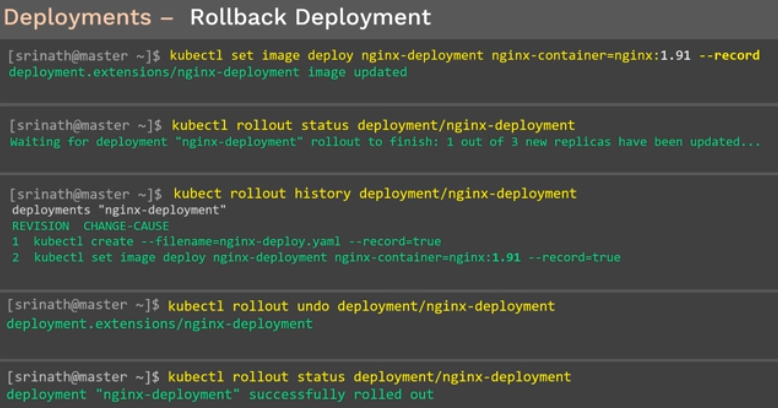 Deployments – Rollback Deployment
[srinath@master ~]$ kubectl set image deploy nginx-deployment nginx-container=nginx:1.91 --record
deployment.extensions/nginx-deployment image updated
[srinath@master ~]$ kubectl rollout status deployment/nginx-deployment
Waiting for deployment "nginx-deployment" rollout to finish: 1 out of 3 new replicas have been updated...
[srinath@master ~]$ kubect rollout history deployment/nginx-deployment
deployments "nginx-deployment"
REVISION CHANGE-CAUSE
1 kubectl create --filename=nginx-deploy.yaml --record=true
2 kubectl set image deploy nginx-deployment nginx-container=nginx:1.91 --record=true
[srinath@master ~]$ kubectl rollout undo deployment/nginx-deployment
deployment.extensions/nginx-deployment
[srinath@master ~]$ kubectl rollout status deployment/nginx-deployment
deployment "nginx-deployment" successfully rolled out